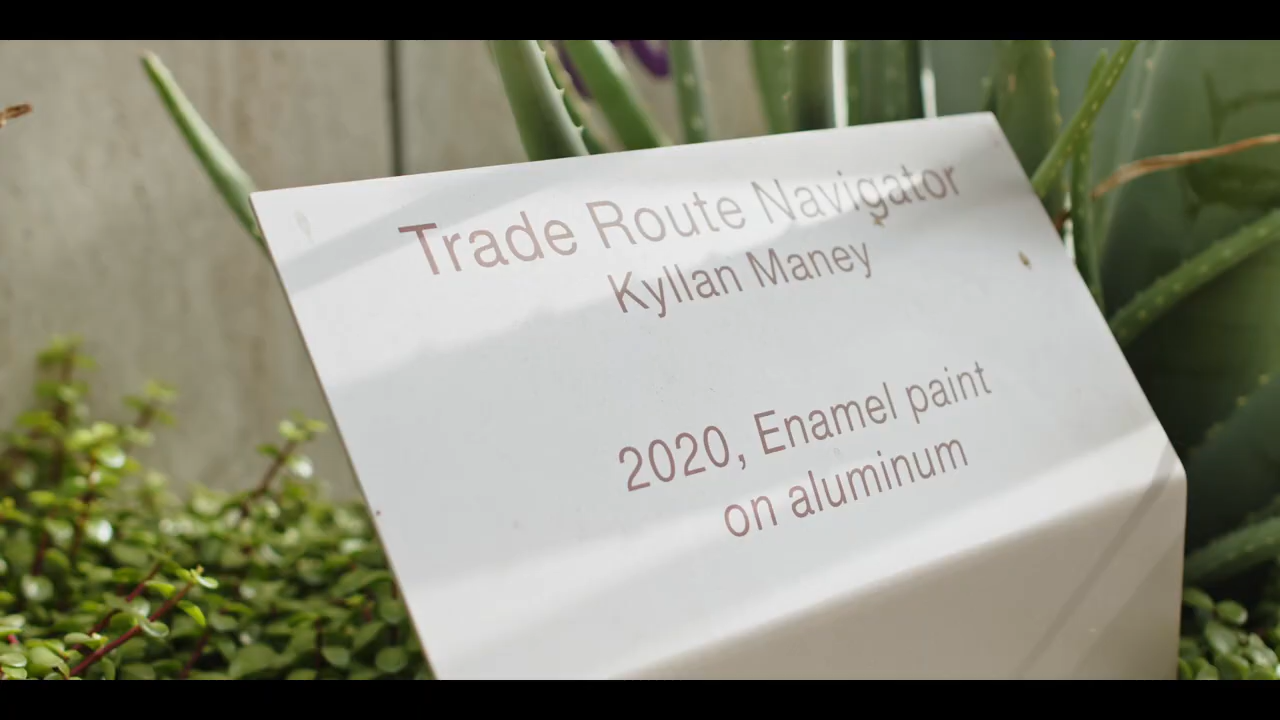 Trade Route Navigator
Kyllan Maney
2020, Enamel paint
on aluminum